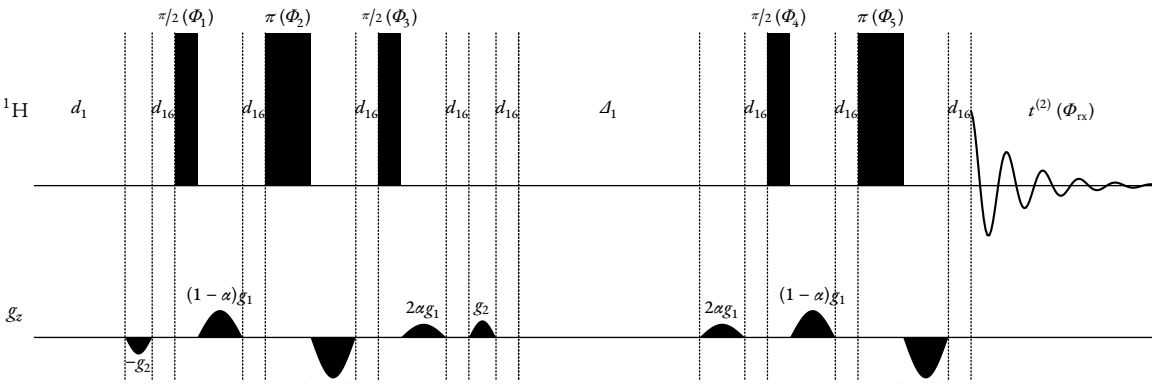 π/2 (Φ₁) π (Φ₂) π/2 (Φ₃) π/2 (Φ₄) π (Φ₅)
¹H d₁ d₁₆ d₁₆ d₁₆ d₁₆ d₁₆ Δ₁ d₁₆ d₁₆ d₁₆ t⁽²⁾ (Φᵣₓ)
(1 − α)g₁ 2αg₁ g₂ 2αg₁ (1 − α)g₁
g_z
−g₂